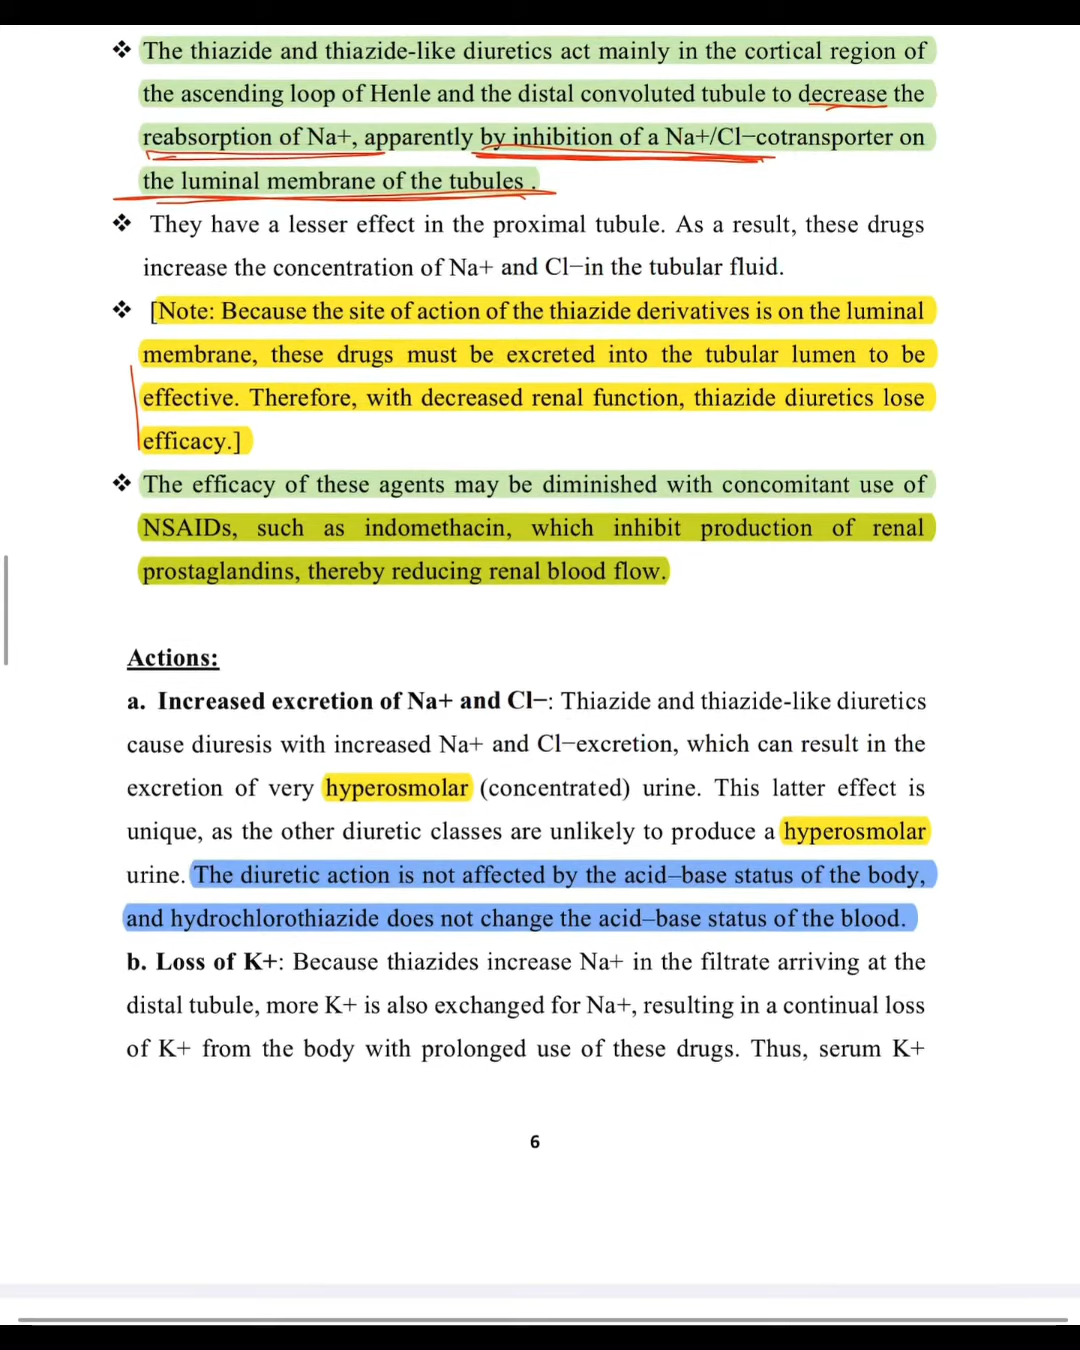 ❖ The thiazide and thiazide-like diuretics act mainly in the cortical region of
the ascending loop of Henle and the distal convoluted tubule to decrease the
reabsorption of Na+, apparently by inhibition of a Na+/Cl−cotransporter on
the luminal membrane of the tubules .
❖ They have a lesser effect in the proximal tubule. As a result, these drugs
increase the concentration of Na+ and Cl−in the tubular fluid.
❖ [Note: Because the site of action of the thiazide derivatives is on the luminal
membrane, these drugs must be excreted into the tubular lumen to be
effective. Therefore, with decreased renal function, thiazide diuretics lose
efficacy.]
❖ The efficacy of these agents may be diminished with concomitant use of
NSAIDs, such as indomethacin, which inhibit production of renal
prostaglandins, thereby reducing renal blood flow.
Actions:
a. Increased excretion of Na+ and Cl−: Thiazide and thiazide-like diuretics
cause diuresis with increased Na+ and Cl−excretion, which can result in the
excretion of very hyperosmolar (concentrated) urine. This latter effect is
unique, as the other diuretic classes are unlikely to produce a hyperosmolar
urine. The diuretic action is not affected by the acid–base status of the body,
and hydrochlorothiazide does not change the acid–base status of the blood.
b. Loss of K+: Because thiazides increase Na+ in the filtrate arriving at the
distal tubule, more K+ is also exchanged for Na+, resulting in a continual loss
of K+ from the body with prolonged use of these drugs. Thus, serum K+
6